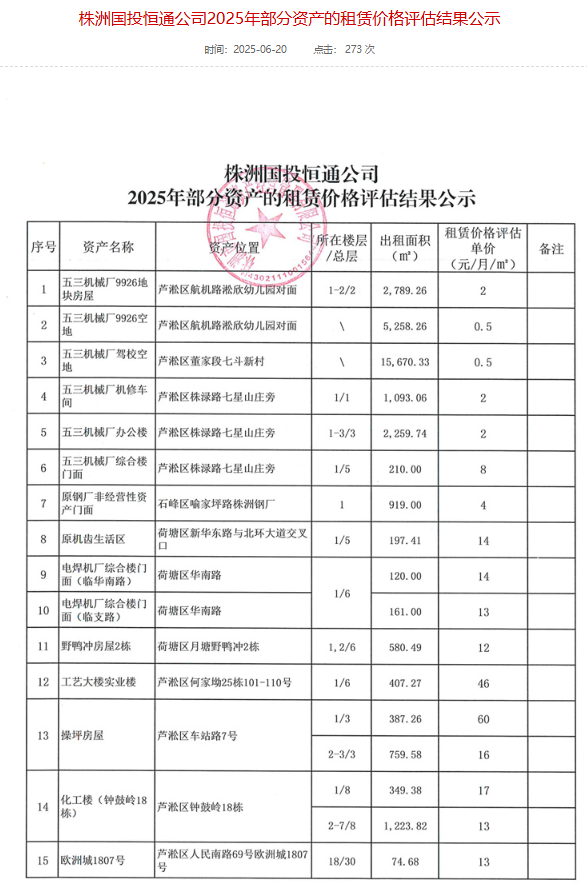 株洲国投恒通公司2025年部分资产的租赁价格评估结果公示
时间：2025-06-20 点击： 273 次
株洲国投恒通公司
2025年部分资产的租赁价格评估结果公示
序号 资产名称 资产位置 所在楼层/总层 出租面积（㎡） 租赁价格评估单价（元/月/㎡） 备注
1 五三机械厂9926地块房屋 芦淞区航机路淞欣幼儿园对面 1-2/2 2,789.26 2
2 五三机械厂9926空地 芦淞区航机路淞欣幼儿园对面 \ 5,258.26 0.5
3 五三机械厂驾校空地 芦淞区董家段七斗新村 \ 15,670.33 0.5
4 五三机械厂机修车间 芦淞区株渌路七星山庄旁 1/1 1,093.06 2
5 五三机械厂办公楼 芦淞区株渌路七星山庄旁 1-3/3 2,259.74 2
6 五三机械厂综合楼门面 芦淞区株渌路七星山庄旁 1/5 210.00 8
7 原钢厂非经营性资产门面 石峰区喻家坪路株洲钢厂 1 919.00 4
8 原机齿生活区 荷塘区新华东路与北环大道交叉口 1/5 197.41 14
9 电焊机厂综合楼门面（临华南路） 荷塘区华南路 1/6 120.00 14
10 电焊机厂综合楼门面（临支路） 荷塘区华南路 161.00 13
11 野鸭冲房屋2栋 荷塘区月塘野鸭冲2栋 1,2/6 580.49 12
12 工艺大楼实业楼 芦淞区何家坳25栋101-110号 1/6 407.27 46
13 操坪房屋 芦淞区车站路7号 1/3 387.26 60
2-3/3 759.58 16
14 化工楼（钟鼓岭18栋） 芦淞区钟鼓岭18栋 1/8 349.38 17
2-7/8 1,223.82 13
15 欧洲城1807号 芦淞区人民南路69号欧洲城1807号 18/30 74.68 13